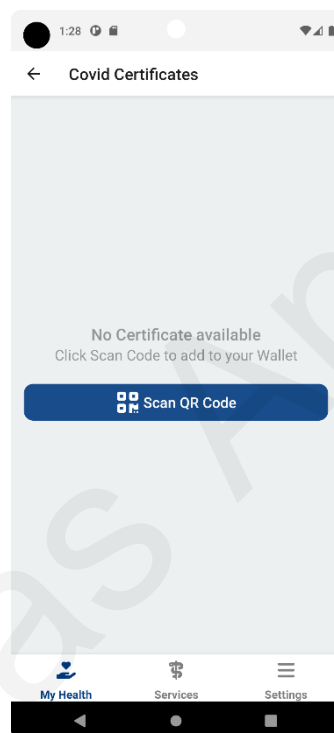 1:28
Covid Certificates
No Certificate available
Click Scan Code to add to your Wallet
Scan QR Code
My Health
Services
Settings